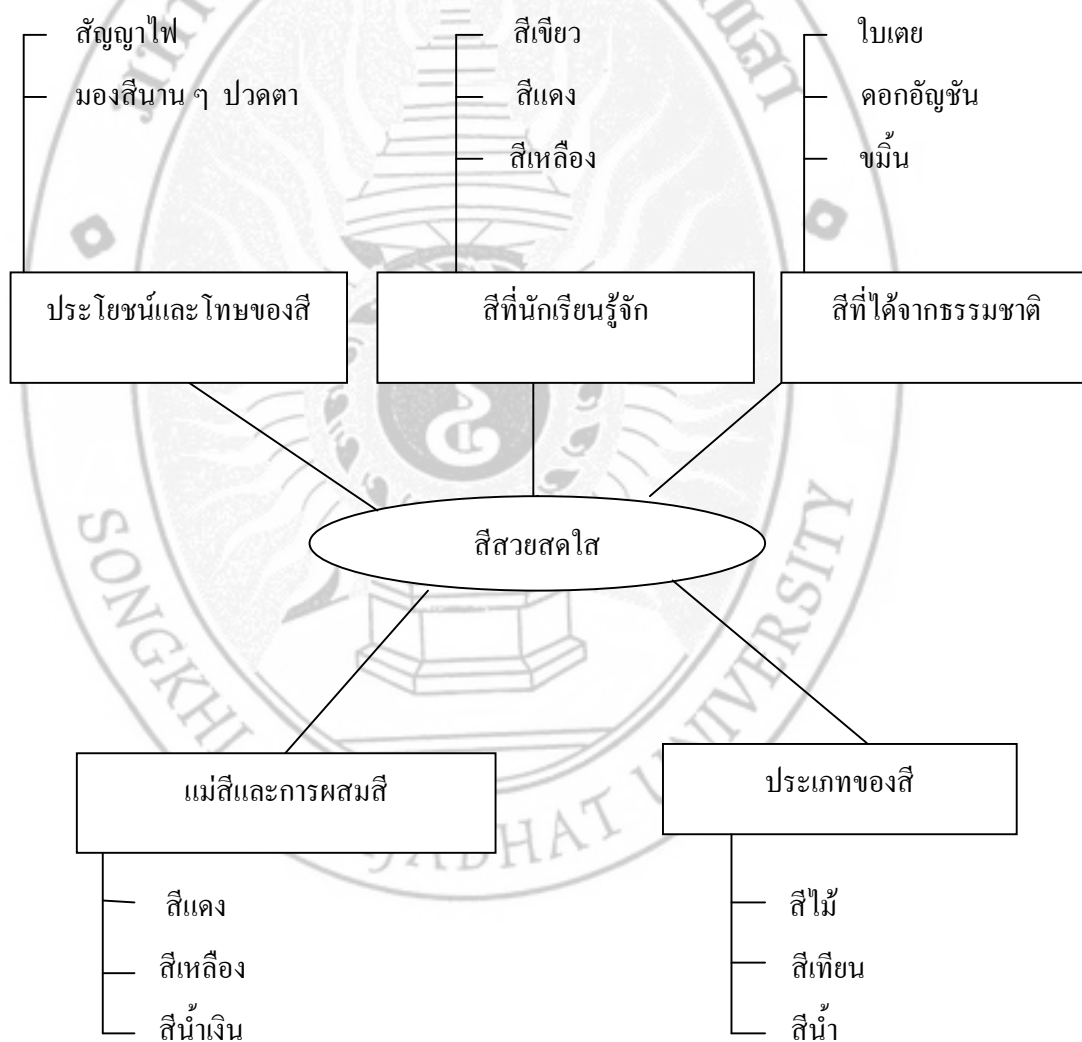 สัญญาไฟ
มองสีนาน ๆ ปวดตา
ประโยชน์และโทษของสี
สีเขียว
สีแดง
สีเหลือง
สีที่นักเรียนรู้จัก
ใบเตย
ดอกอัญชัน
ขมิ้น
สีที่ได้จากธรรมชาติ
สีสวยสดใส
แม่สีและการผสมสี
สีแดง
สีเหลือง
สีน้ำเงิน
ประเภทของสี
สีไม้
สีเทียน
สีน้ำ
SONGKHL
JABHAT UNIVERSITY